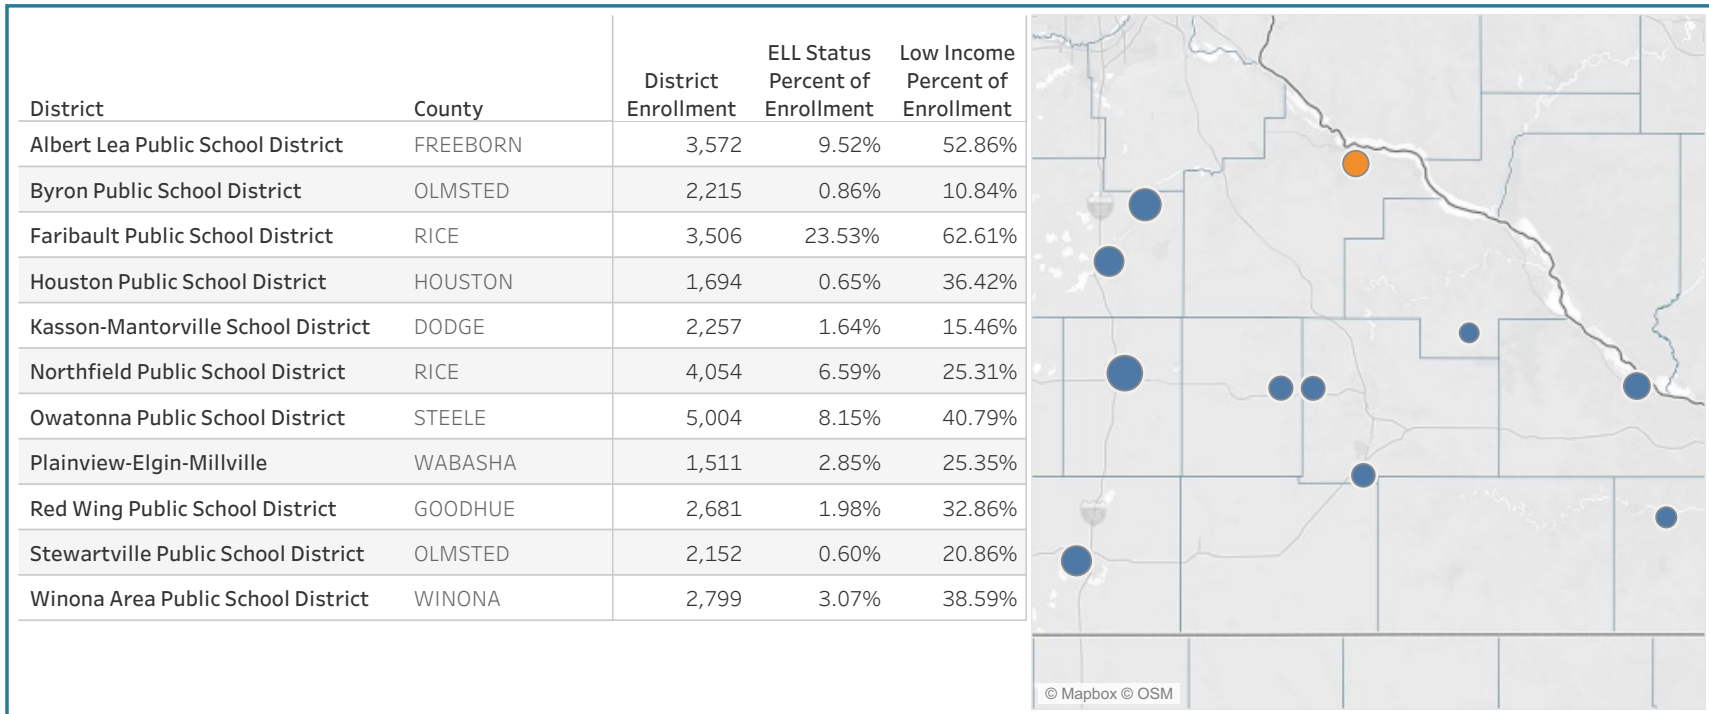 District County District Enrollment ELL Status Percent of Enrollment Low Income Percent of Enrollment
Albert Lea Public School District FREEBORN 3,572 9.52% 52.86%
Byron Public School District OLMSTED 2,215 0.86% 10.84%
Faribault Public School District RICE 3,506 23.53% 62.61%
Houston Public School District HOUSTON 1,694 0.65% 36.42%
Kasson-Mantorville School District DODGE 2,257 1.64% 15.46%
Northfield Public School District RICE 4,054 6.59% 25.31%
Owatonna Public School District STEELE 5,004 8.15% 40.79%
Plainview-Elgin-Millville WABASHA 1,511 2.85% 25.35%
Red Wing Public School District GOODHUE 2,681 1.98% 32.86%
Stewartville Public School District OLMSTED 2,152 0.60% 20.86%
Winona Area Public School District WINONA 2,799 3.07% 38.59%
© Mapbox © OSM